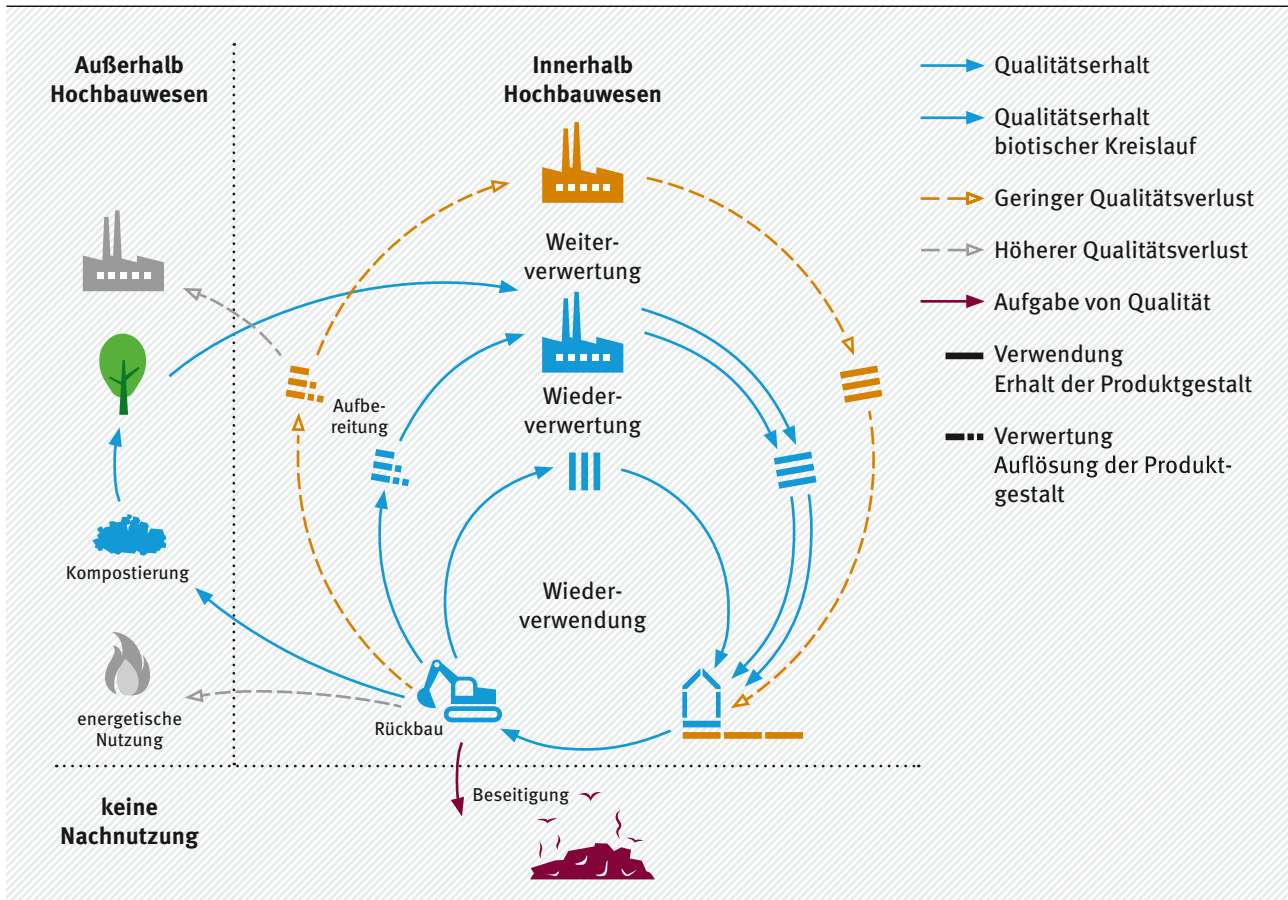 Außerhalb
Hochbauwesen
Innerhalb
Hochbauwesen
Weiter-
verwertung
Aufbe-
reitung
Wieder-
verwertung
Kompostierung
Wieder-
verwendung
energetische
Nutzung
Rückbau
keine
Nachnutzung
Beseitigung
Qualitätserhalt
Qualitätserhalt
biotischer Kreislauf
Geringer Qualitätsverlust
Höherer Qualitätsverlust
Aufgabe von Qualität
Verwendung
Erhalt der Produktgestalt
Verwertung
Auflösung der Produkt-
gestalt